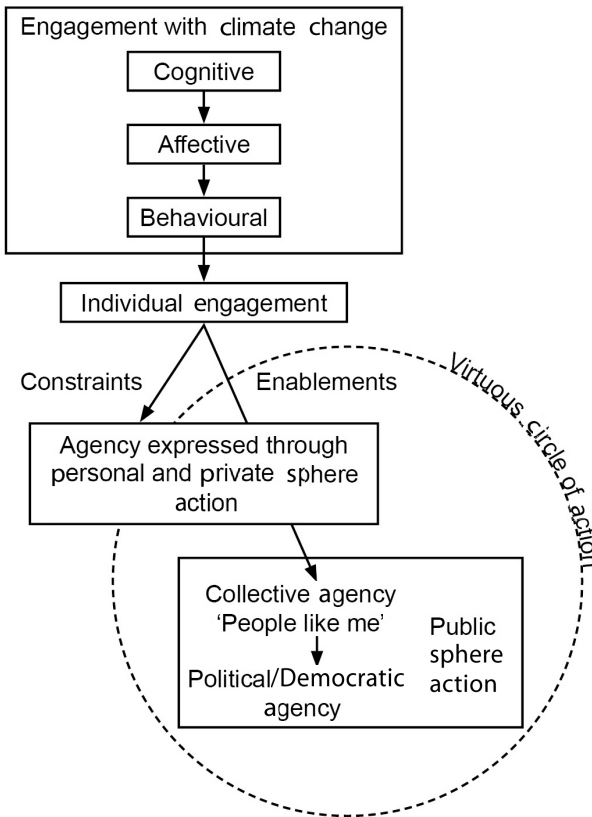 Engagement with climate change
Cognitive
Affective
Behavioural
Individual engagement
Constraints
Enablements
Virtuous circle of action
Agency expressed through
personal and private sphere
action
Collective agency
‘People like me’
Political/Democratic
agency
Public
sphere
action